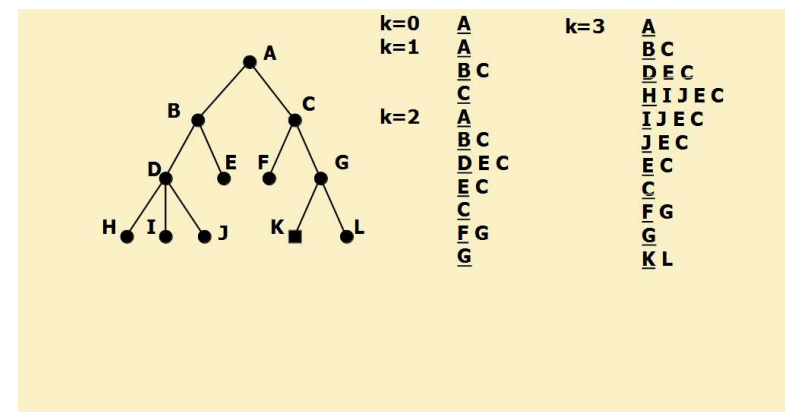 A
B
C
D
E
F
G
H
I
J
K
L
k=0 A
k=1 A
B C
C
k=2 A
B C
D E C
E C
C
F G
G
k=3 A
B C
D E C
H I J E C
I J E C
J E C
E C
C
F G
G
K L